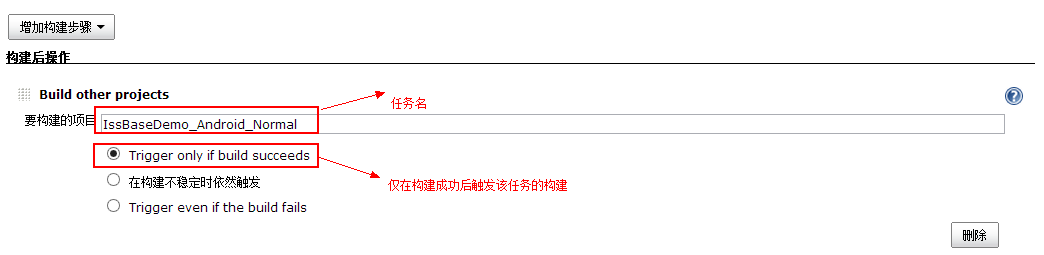 增加构建步骤
构建后操作
Build other projects
任务名
要构建的项目 IssBaseDemo_Android_Normal
Trigger only if build succeeds
在构建不稳定时依然触发
仅在构建成功后触发该任务的构建
Trigger even if the build fails
删除